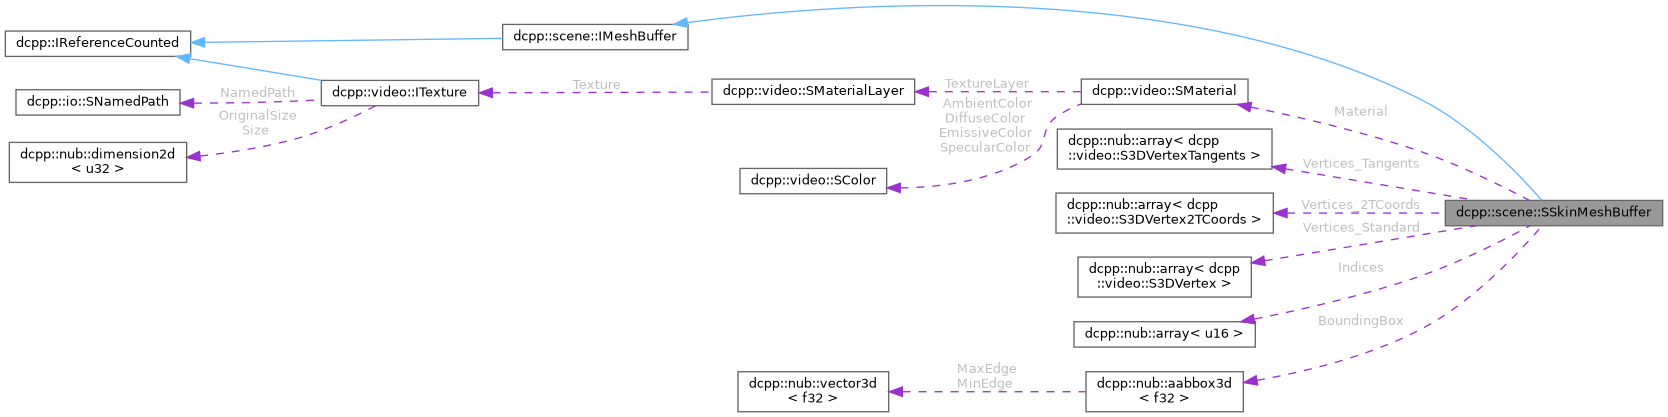 dcpp::IReferenceCounted
dcpp::scene::IMeshBuffer
dcpp::video::ITexture
dcpp::io::SNamedPath
NamedPath
OriginalSize
Size
dcpp::nub::dimension2d
< u32 >
Texture
dcpp::video::SMaterialLayer
TextureLayer
dcpp::video::SMaterial
AmbientColor
DiffuseColor
EmissiveColor
SpecularColor
dcpp::video::SColor
Material
dcpp::nub::array< dcpp
::video::S3DVertexTangents >
Vertices_Tangents
dcpp::nub::array< dcpp
::video::S3DVertex2TCoords >
Vertices_2TCoords
dcpp::scene::SSkinMeshBuffer
Vertices_Standard
dcpp::nub::array< dcpp
::video::S3DVertex >
Indices
dcpp::nub::array< u16 >
BoundingBox
dcpp::nub::vector3d
< f32 >
MaxEdge
MinEdge
dcpp::nub::aabbox3d
< f32 >